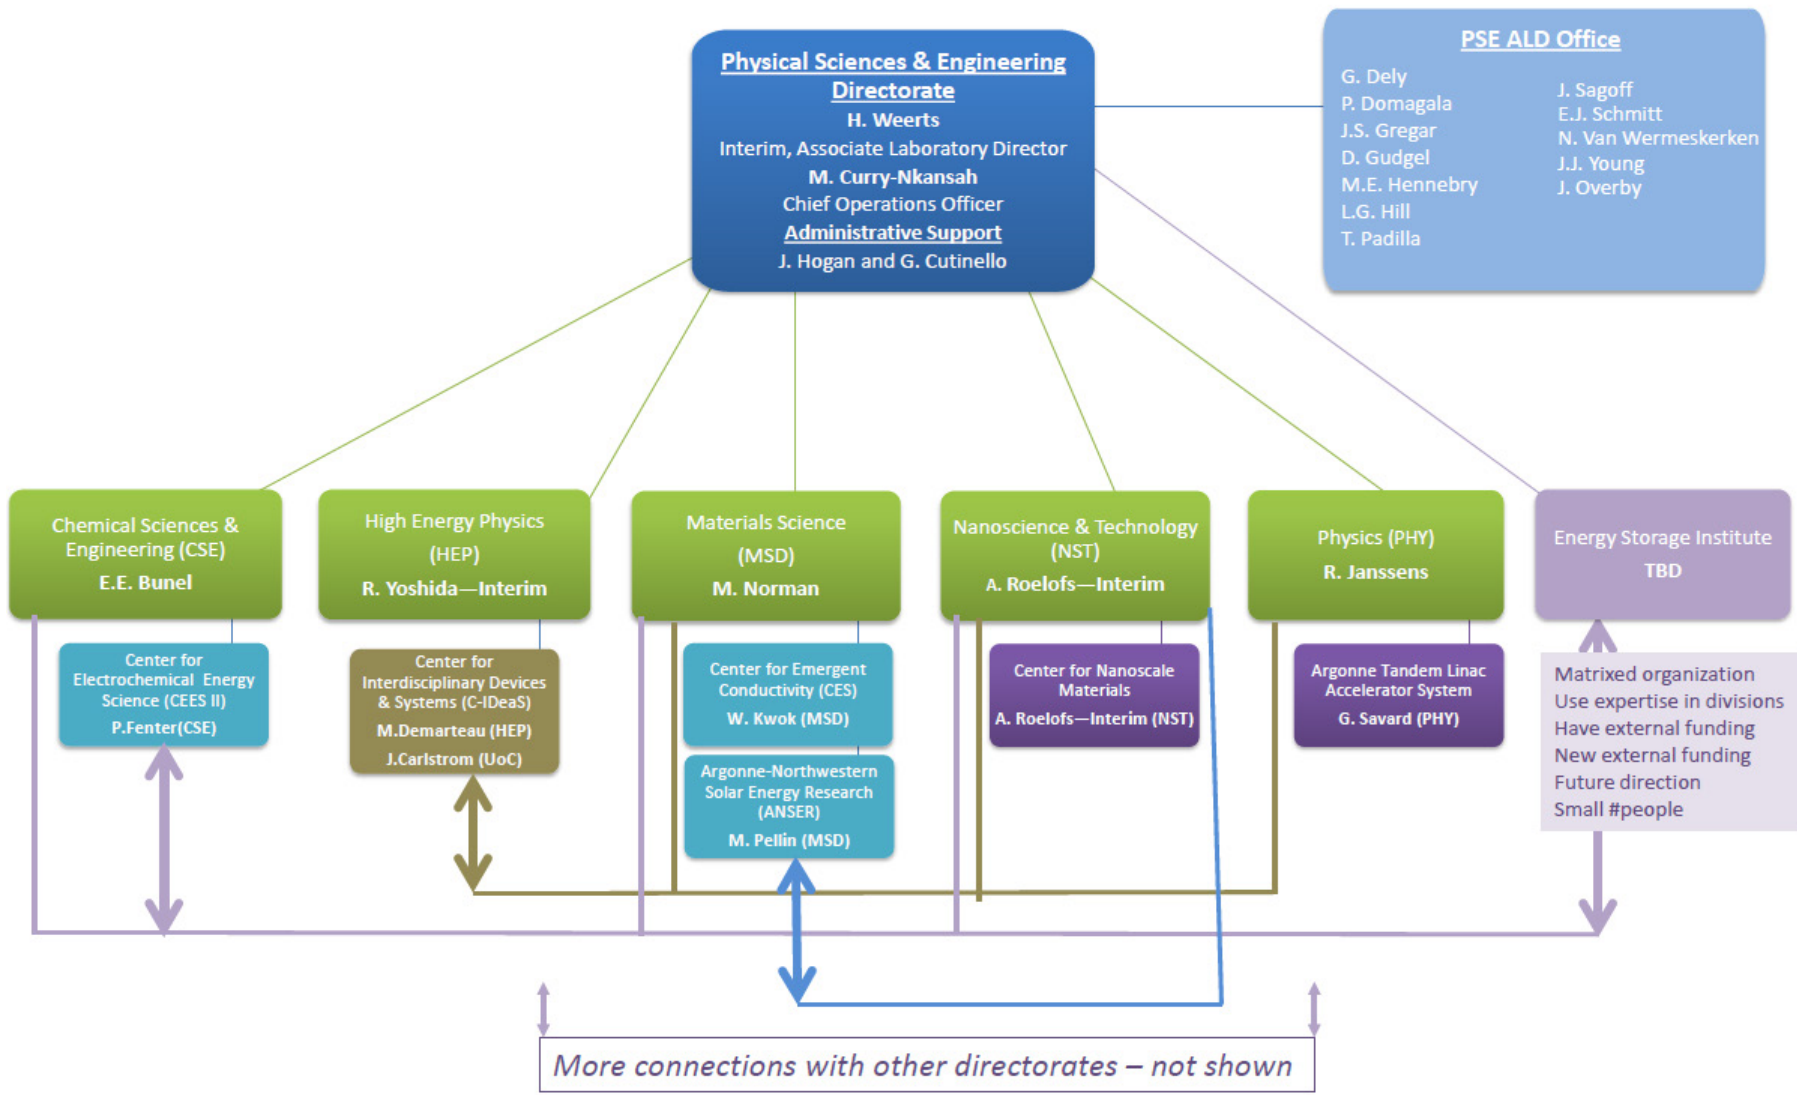 Physical Sciences & Engineering
Directorate
H. Weerts
Interim, Associate Laboratory Director
M. Curry-Nkansah
Chief Operations Officer
Administrative Support
J. Hogan and G. Cutinello
PSE ALD Office
G. Dely
P. Domagala
J.S. Gregar
D. Gudgel
M.E. Hennebry
L.G. Hill
T. Padilla
J. Sagoff
E.J. Schmitt
N. Van Wermeskerken
J.J. Young
J. Overby
Chemical Sciences &
Engineering (CSE)
E.E. Bunel
High Energy Physics
(HEP)
R. Yoshida—Interim
Materials Science
(MSD)
M. Norman
Nanoscience & Technology
(NST)
A. Roelofs—Interim
Physics (PHY)
R. Janssens
Energy Storage Institute
TBD
Center for
Electrochemical Energy
Science (CEES II)
P.Fenter(CSE)
Center for
Interdisciplinary Devices
& Systems (C-IDeaS)
M.Demarteau (HEP)
J.Carlstrom (UoC)
Center for Emergent
Conductivity (CES)
W. Kwok (MSD)
Argonne-Northwestern
Solar Energy Research
(ANSER)
M. Pellin (MSD)
Center for Nanoscale
Materials
A. Roelofs—Interim (NST)
Argonne Tandem Linac
Accelerator System
G. Savard (PHY)
Matrixed organization
Use expertise in divisions
Have external funding
New external funding
Future direction
Small #people
More connections with other directorates – not shown